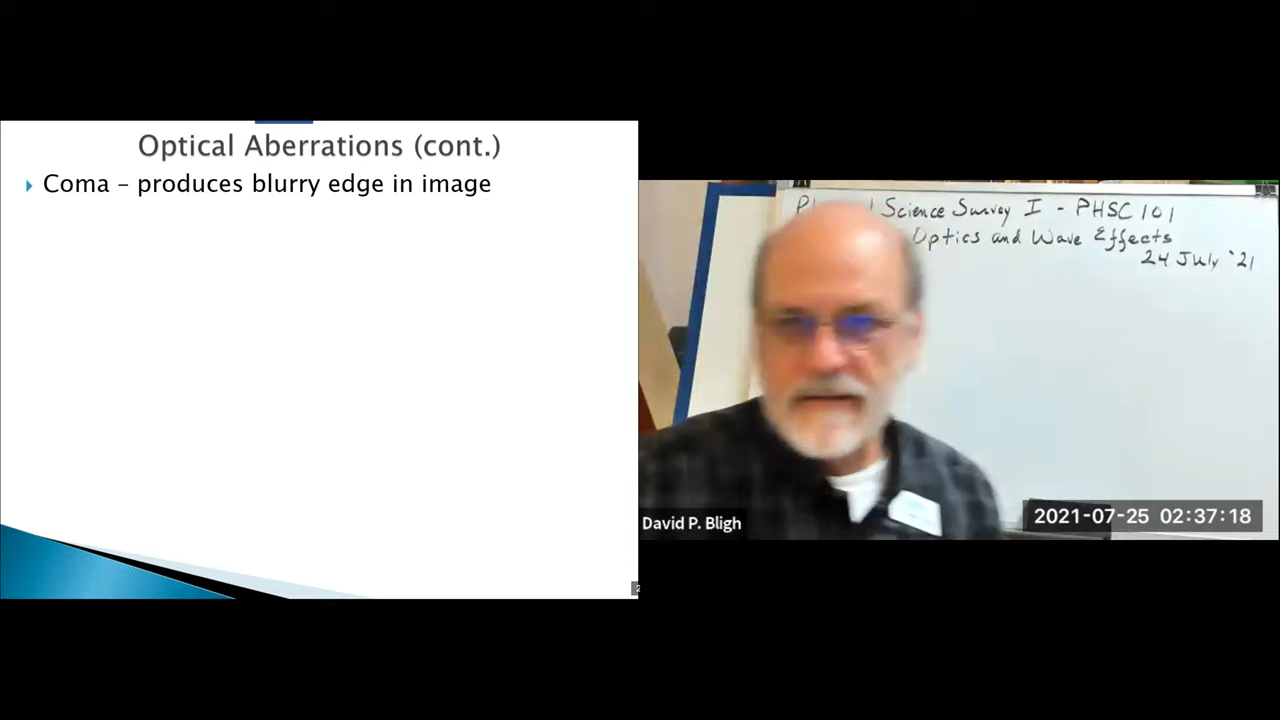 Optical Aberrations (cont.)
Coma – produces blurry edge in image
Science Survey I - PHSC 101
Optics and Wave Effects
24 July '21
David P. Bligh
2021-07-25 02:37:18